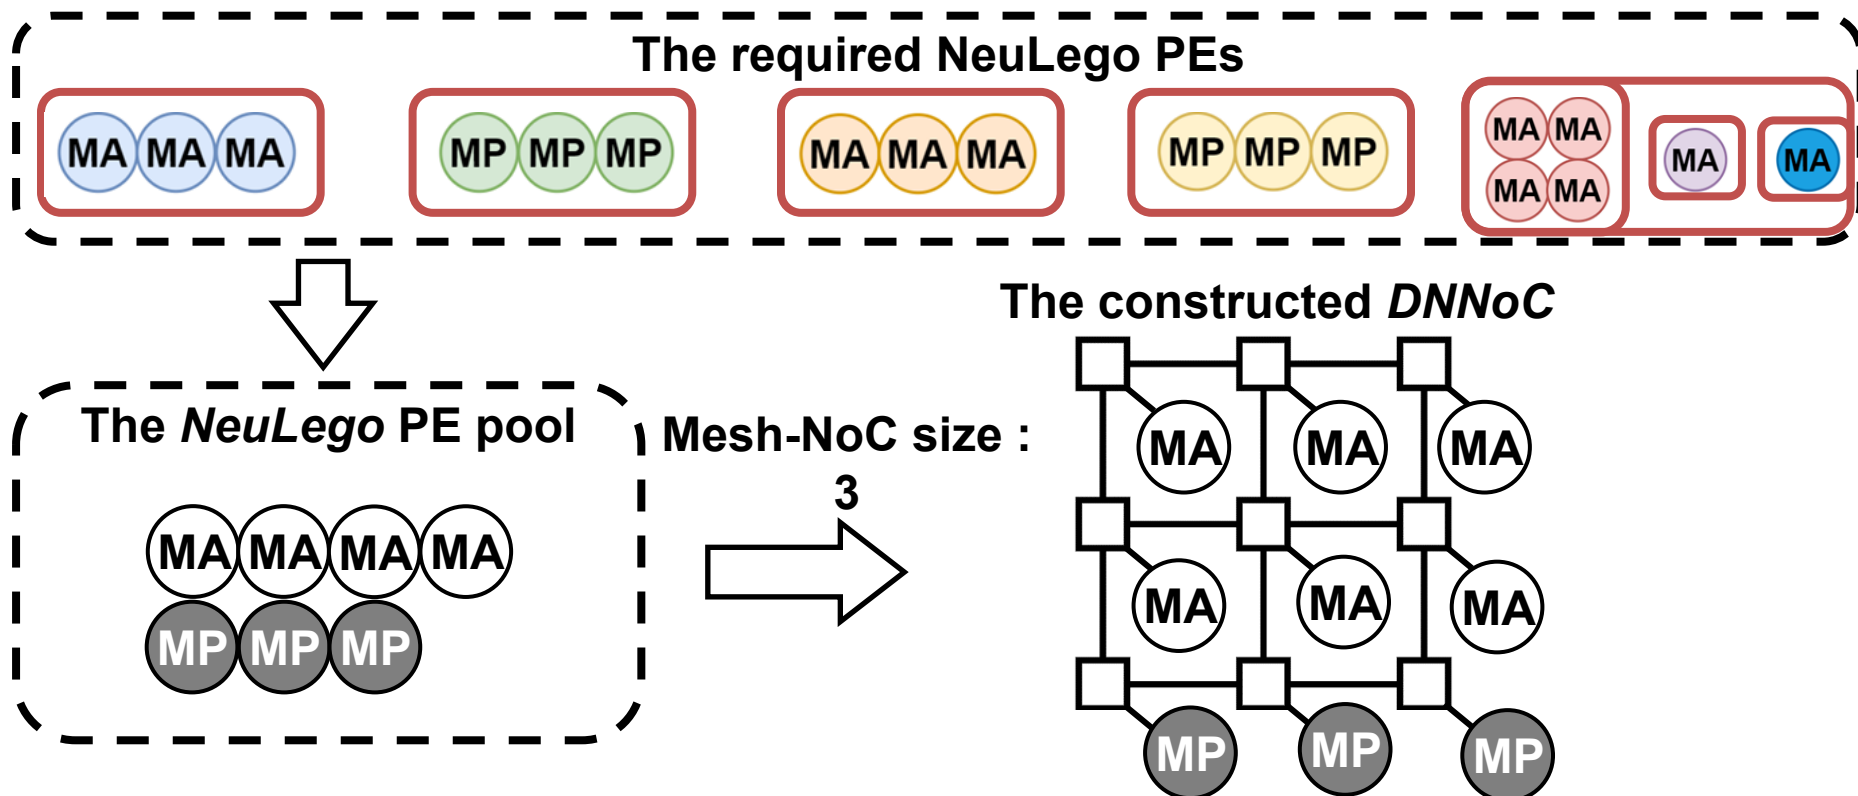 The required NeuLego PEs
MA MA MA MP MP MP MA MA MA MP MP MP MA MA MA MA
MA MA
The constructed DNNoC
The NeuLego PE pool
Mesh-NoC size :
3
MA MA MA MA
MP MP MP
MA MA MA
MA MA MA
MP MP MP